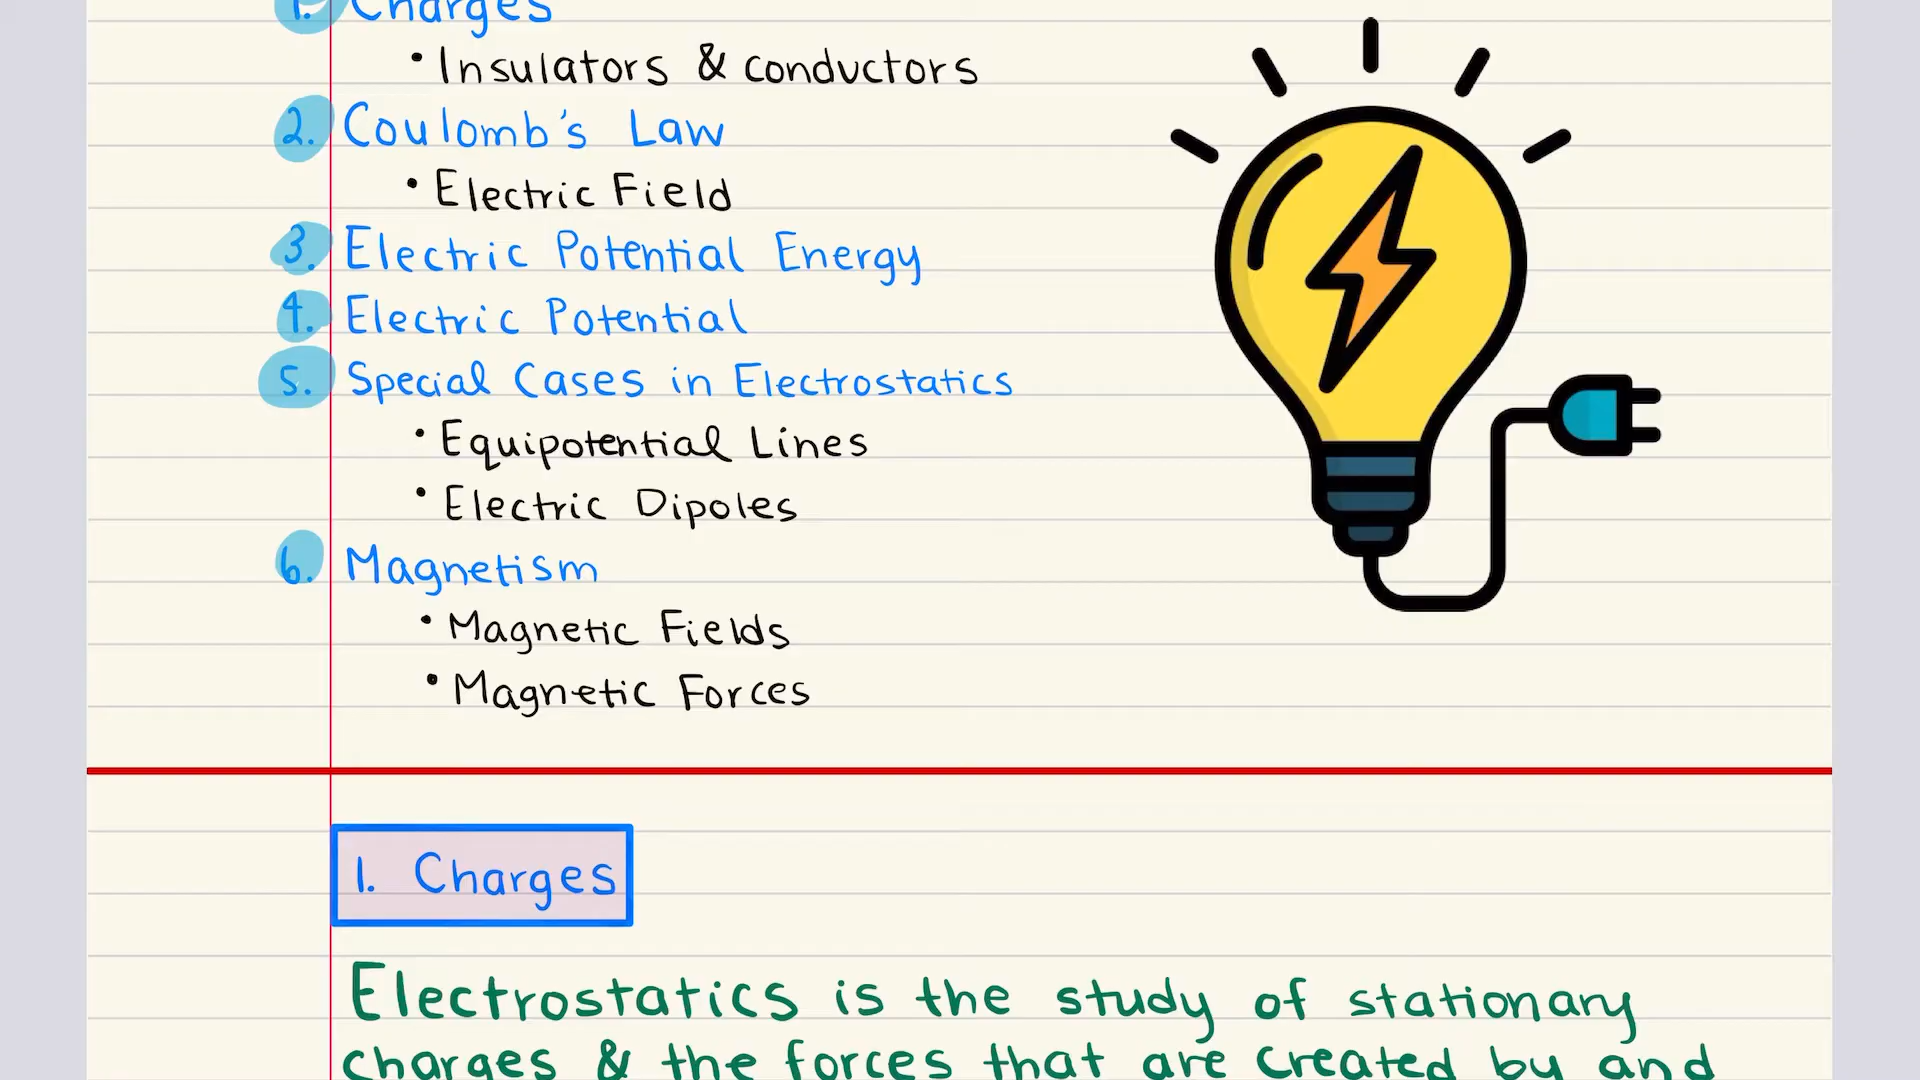 1. Charges
• Insulators & conductors
2. Coulomb's Law
• Electric Field
3. Electric Potential Energy
4. Electric Potential
5. Special Cases in Electrostatics
• Equipotential Lines
• Electric Dipoles
6. Magnetism
• Magnetic Fields
• Magnetic Forces
1. Charges
Electrostatics is the study of stationary
charges & the forces that are created by and